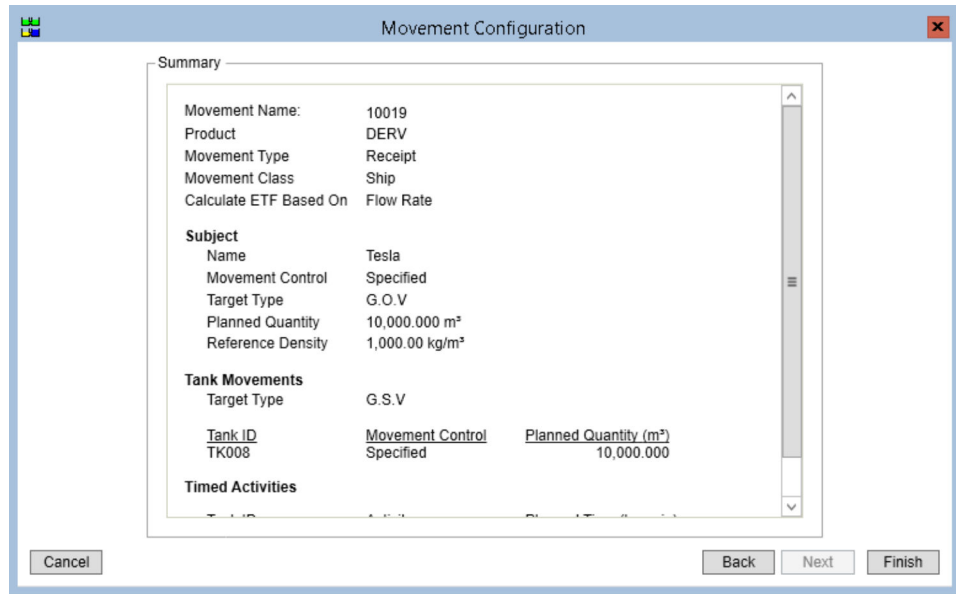 Movement Configuration
Summary
Movement Name: 10019
Product DERV
Movement Type Receipt
Movement Class Ship
Calculate ETF Based On Flow Rate
Subject
Name Tesla
Movement Control Specified
Target Type G.O.V
Planned Quantity 10,000.000 m³
Reference Density 1,000.00 kg/m³
Tank Movements
Target Type G.S.V
Tank ID Movement Control Planned Quantity (m³)
TK008 Specified 10,000.000
Timed Activities
Cancel Back Next Finish